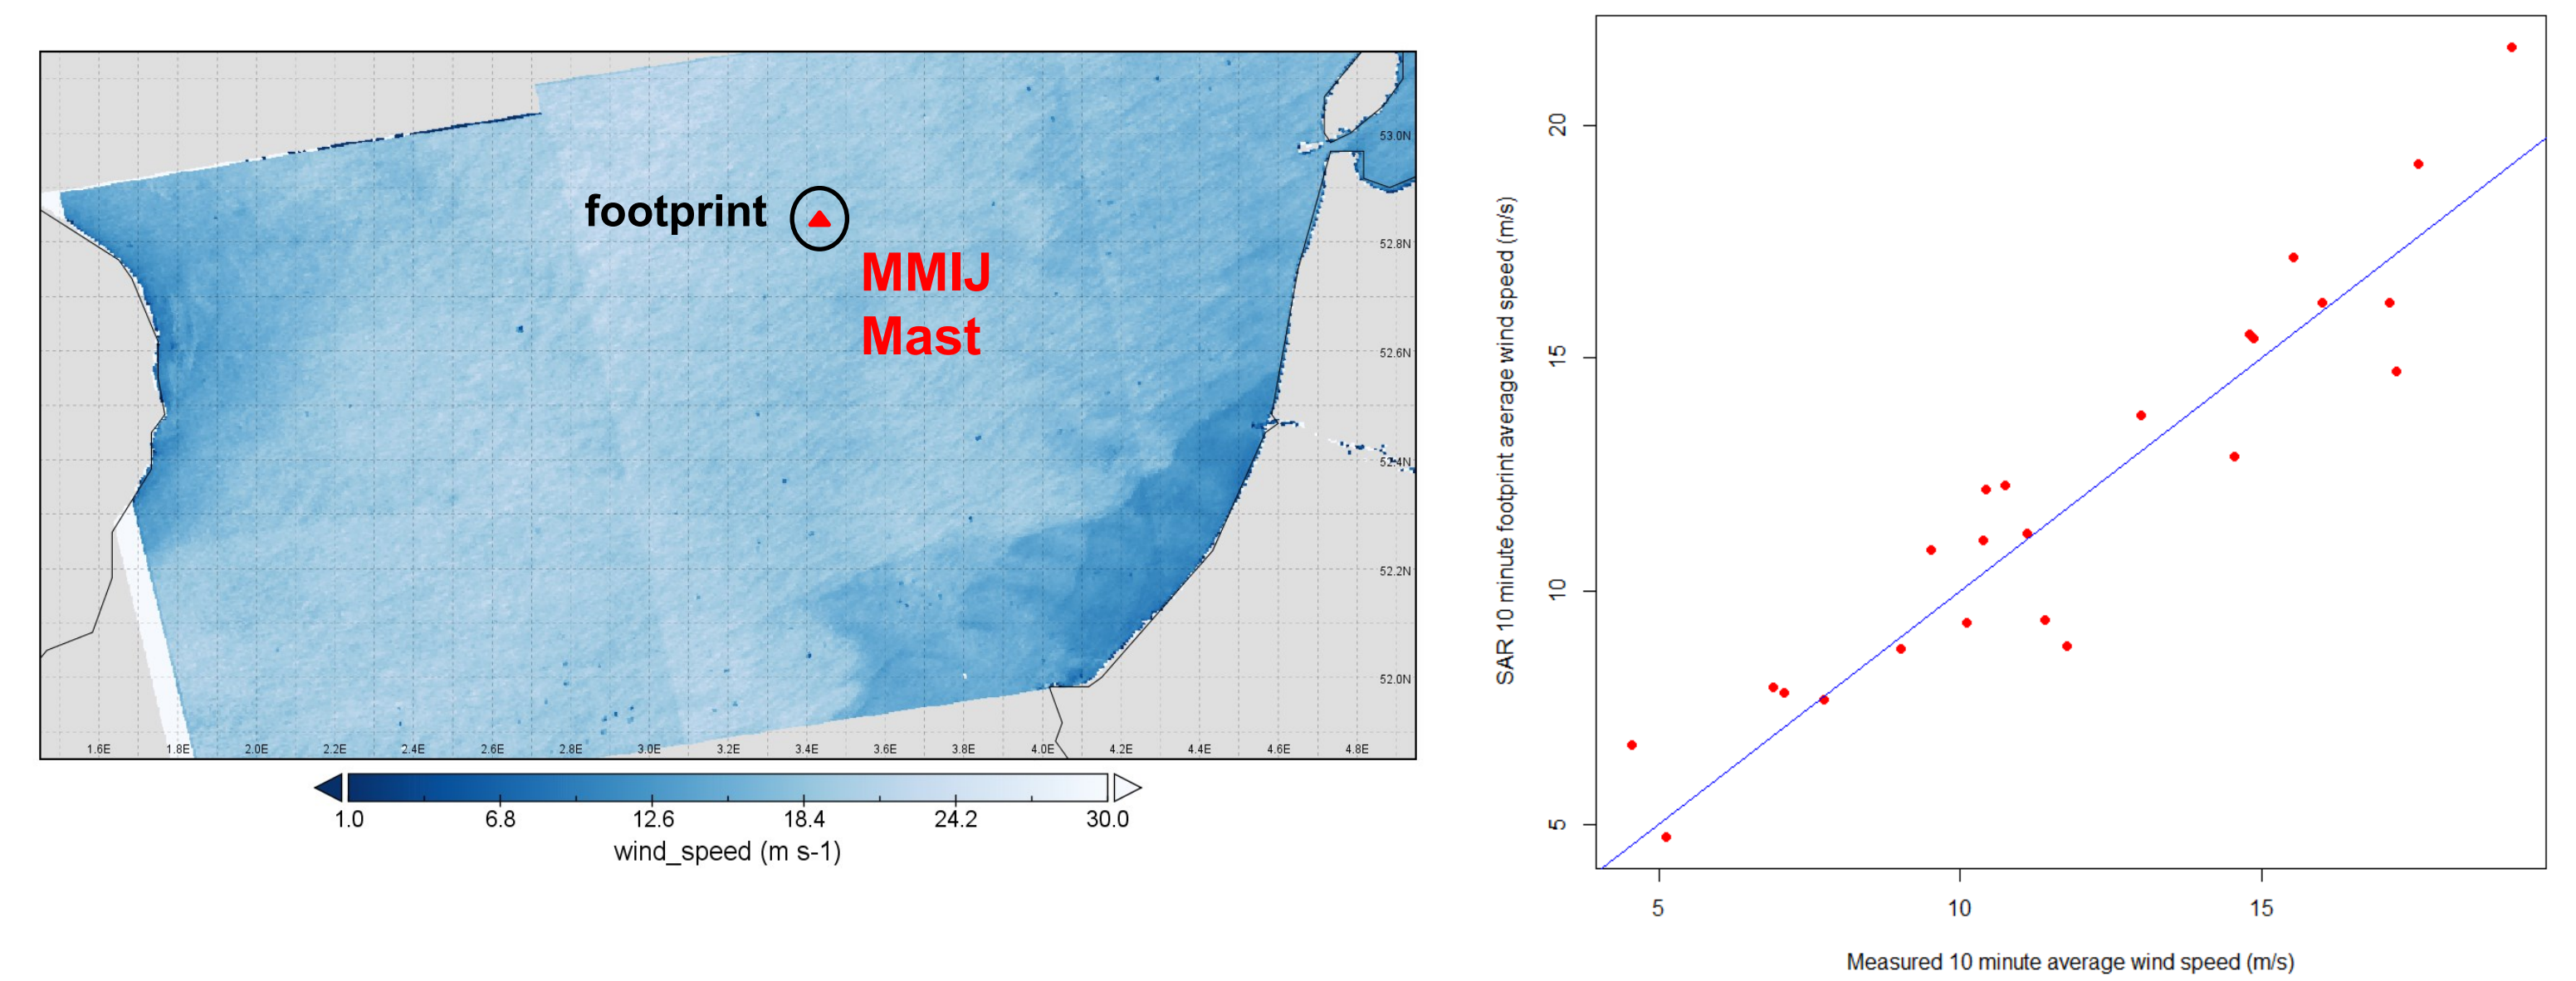 footprint
MMIJ
Mast
53.0N
52.8N
52.6N
52.4N
52.2N
52.0N
1.6E 1.8E 2.0E 2.2E 2.4E 2.6E 2.8E 3.0E 3.2E 3.4E 3.6E 3.8E 4.0E 4.2E 4.4E 4.6E 4.8E
1.0 6.8 12.6 18.4 24.2 30.0
wind_speed (m s-1)
SAR 10 minute footprint average wind speed (m/s)
20
15
10
5
5 10 15
Measured 10 minute average wind speed (m/s)